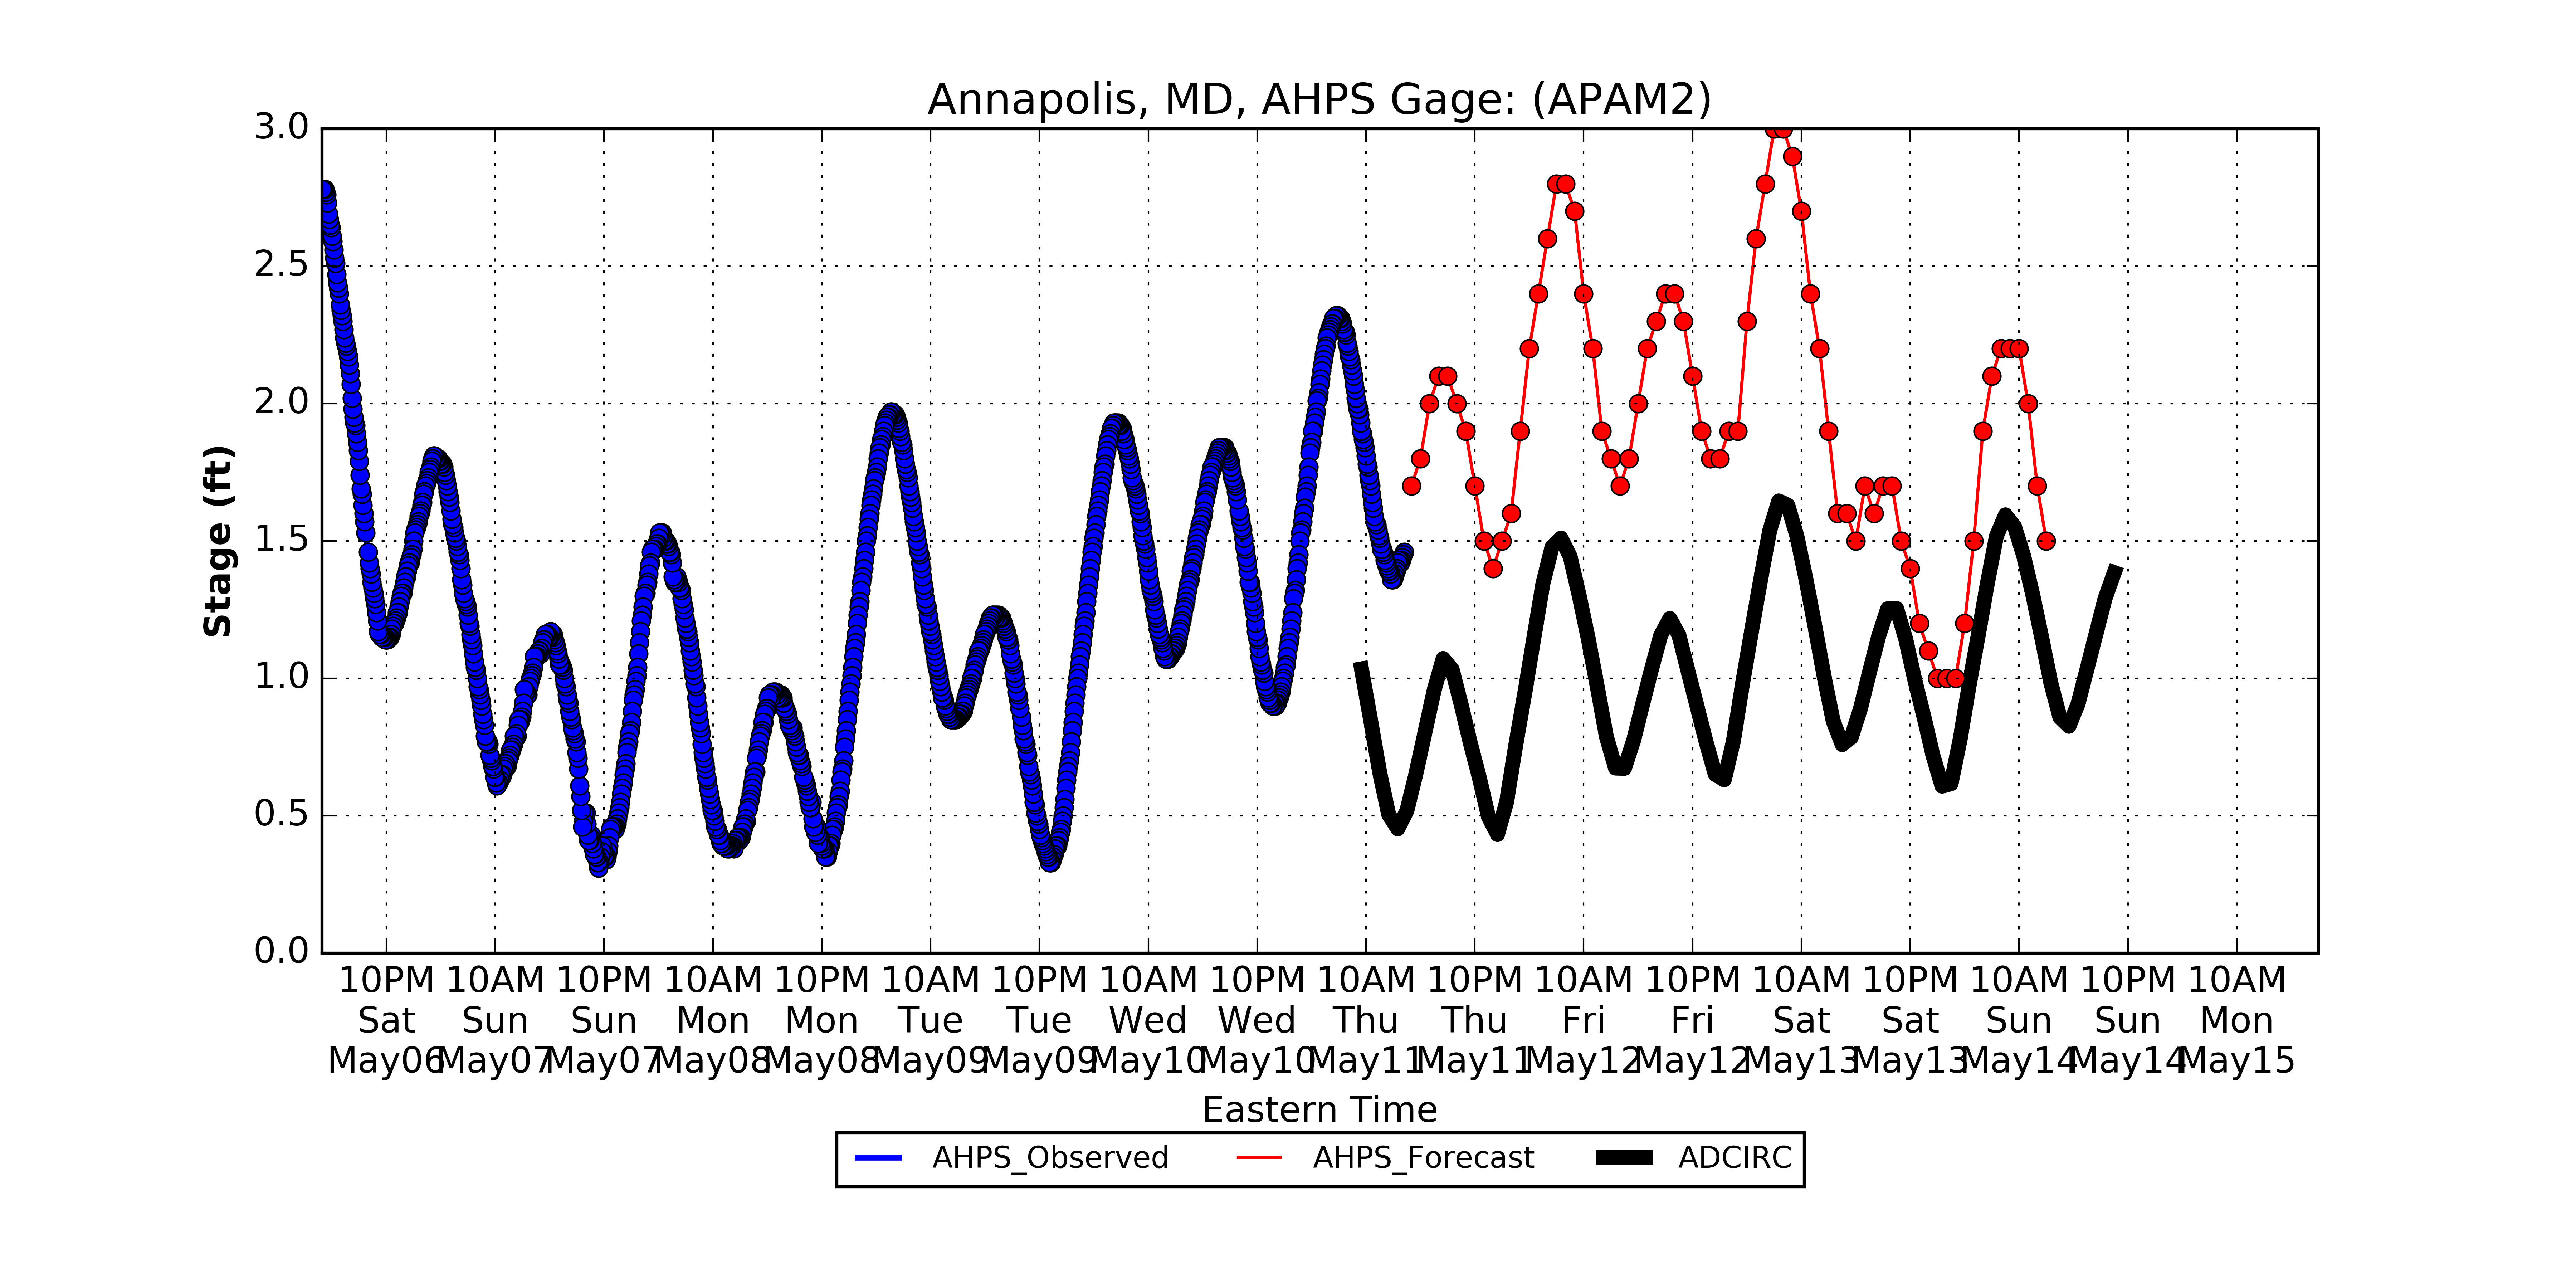 Annapolis, MD, AHPS Gage: (APAM2)
3.0
2.5
2.0
1.5
1.0
0.5
0.0
Stage (ft)
10PM 10AM 10PM 10AM 10PM 10AM 10PM 10AM 10PM 10AM 10PM 10AM 10PM 10AM 10PM 10AM 10PM 10AM
Sat Sun Sun Mon Mon Tue Tue Wed Wed Thu Thu Fri Fri Sat Sat Sun Sun Mon
May06 May07 May07 May08 May08 May09 May09 May10 May10 May11 May11 May12 May12 May13 May13 May14 May14 May15
Eastern Time
AHPS_Observed AHPS_Forecast ADCIRC